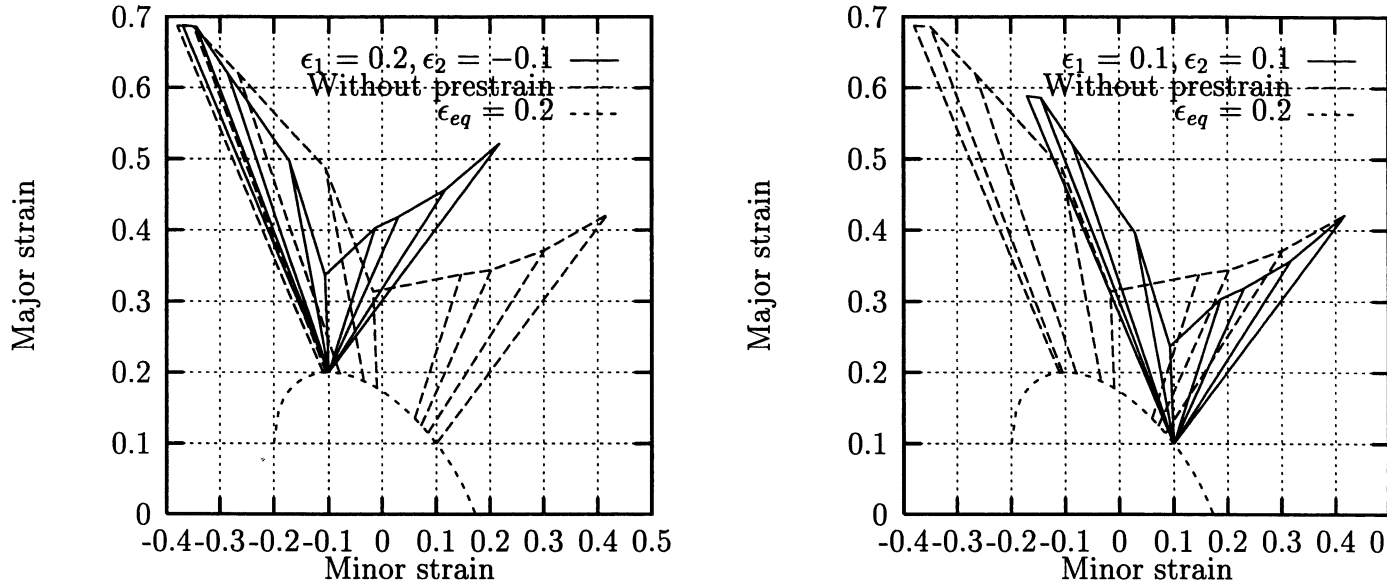 0.7
0.6
0.5
0.4
0.3
0.2
0.1
0
Major strain
ϵ1 = 0.2, ϵ2 = −0.1
Without prestrain
ϵeq = 0.2
-0.4 -0.3 -0.2 -0.1 0 0.1 0.2 0.3 0.4 0.5
Minor strain
0.7
0.6
0.5
0.4
0.3
0.2
0.1
0
Major strain
ϵ1 = 0.1, ϵ2 = 0.1
Without prestrain
ϵeq = 0.2
-0.4 -0.3 -0.2 -0.1 0 0.1 0.2 0.3 0.4 0
Minor strain